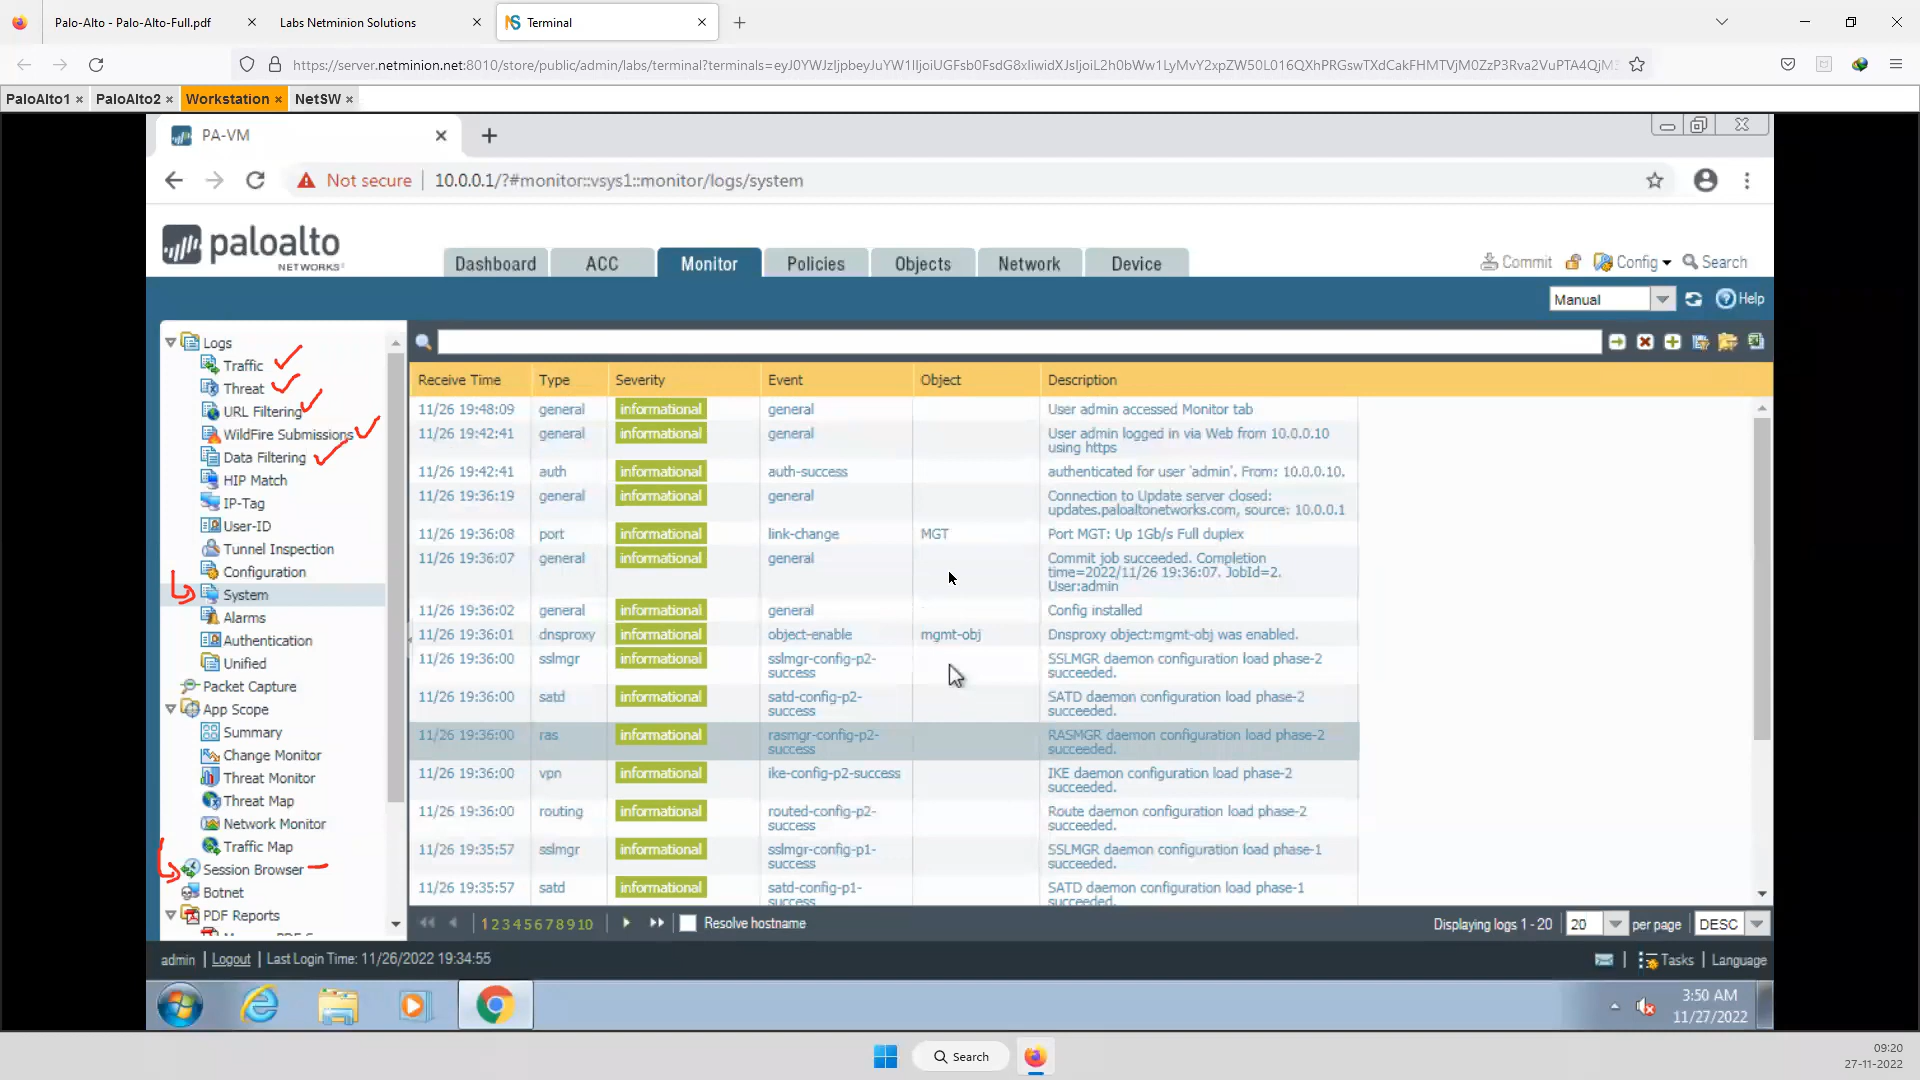 Palo-Alto - Palo-Alto-Full.pdf
Labs Netminion Solutions
Terminal
PaloAlto1
PaloAlto2
Workstation
NetSW
PA-VM
Not secure
10.0.0.1/?#monitor::vsys1::monitor/logs/system
paloalto
NETWORKS
Dashboard
ACC
Monitor
Policies
Objects
Network
Device
Commit
Config
Search
Manual
Help
Logs
Traffic
Threat
URL Filtering
WildFire Submissions
Data Filtering
HIP Match
IP-Tag
User-ID
Tunnel Inspection
Configuration
System
Alarms
Authentication
Unified
Packet Capture
App Scope
Summary
Change Monitor
Threat Monitor
Threat Map
Network Monitor
Traffic Map
Session Browser
Botnet
PDF Reports
Receive Time Type Severity Event Object Description
11/26 19:48:09 general informational general User admin accessed Monitor tab
11/26 19:42:41 general informational general User admin logged in via Web from 10.0.0.10
using https
11/26 19:42:41 auth informational auth-success authenticated for user 'admin'. From: 10.0.0.10.
11/26 19:36:19 general informational general Connection to Update server closed:
updates.paloaltonetworks.com, source: 10.0.0.1
11/26 19:36:08 port informational link-change MGT Port MGT: Up 1Gb/s Full duplex
11/26 19:36:07 general informational general Commit job succeeded. Completion
time=2022/11/26 19:36:07. JobId=2.
User:admin
11/26 19:36:02 general informational general Config installed
11/26 19:36:01 dnsproxy informational object-enable mgmt-obj Dnsproxy object:mgmt-obj was enabled.
11/26 19:36:00 sslmgr informational sslmgr-config-p2- SSLMGR daemon configuration load phase-2
success succeeded.
11/26 19:36:00 satd informational satd-config-p2- SATD daemon configuration load phase-2
success succeeded.
11/26 19:36:00 ras informational rasmgr-config-p2- RASMGR daemon configuration load phase-2
success succeeded.
11/26 19:36:00 vpn informational ike-config-p2-success IKE daemon configuration load phase-2
succeeded.
11/26 19:36:00 routing informational routed-config-p2- Route daemon configuration load phase-2
success succeeded.
11/26 19:35:57 sslmgr informational sslmgr-config-p1- SSLMGR daemon configuration load phase-1
success succeeded.
11/26 19:35:57 satd informational satd-config-p1- SATD daemon configuration load phase-1
success succeeded.
1 2 3 4 5 6 7 8 9 10
Resolve hostname
Displaying logs 1 - 20
20 per page
DESC
admin | Logout | Last Login Time: 11/26/2022 19:34:55
Tasks | Language
3:50 AM
11/27/2022
Search
09:20
27-11-2022